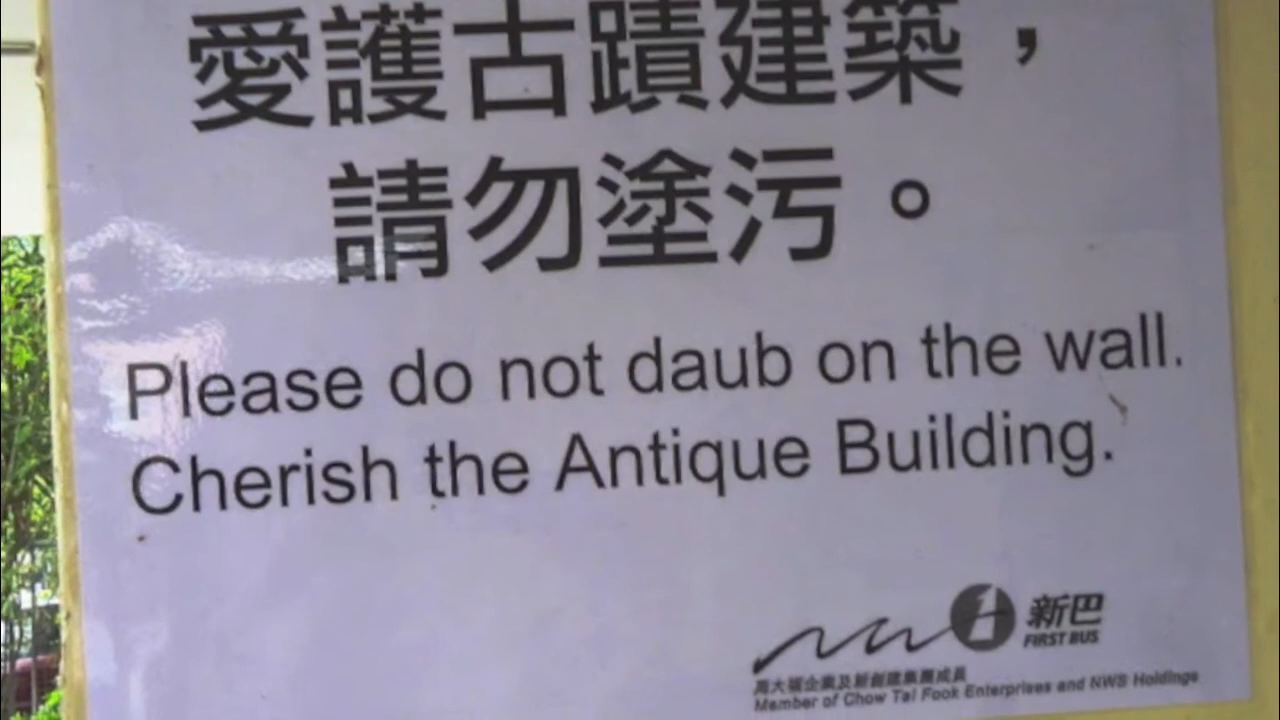 愛護古蹟建築，
請勿塗污。
Please do not daub on the wall.
Cherish the Antique Building.
新巴
FIRST BUS
周大福企業及新創建集團成員
Member of Chow Tai Fook Enterprises and NWS Holdings